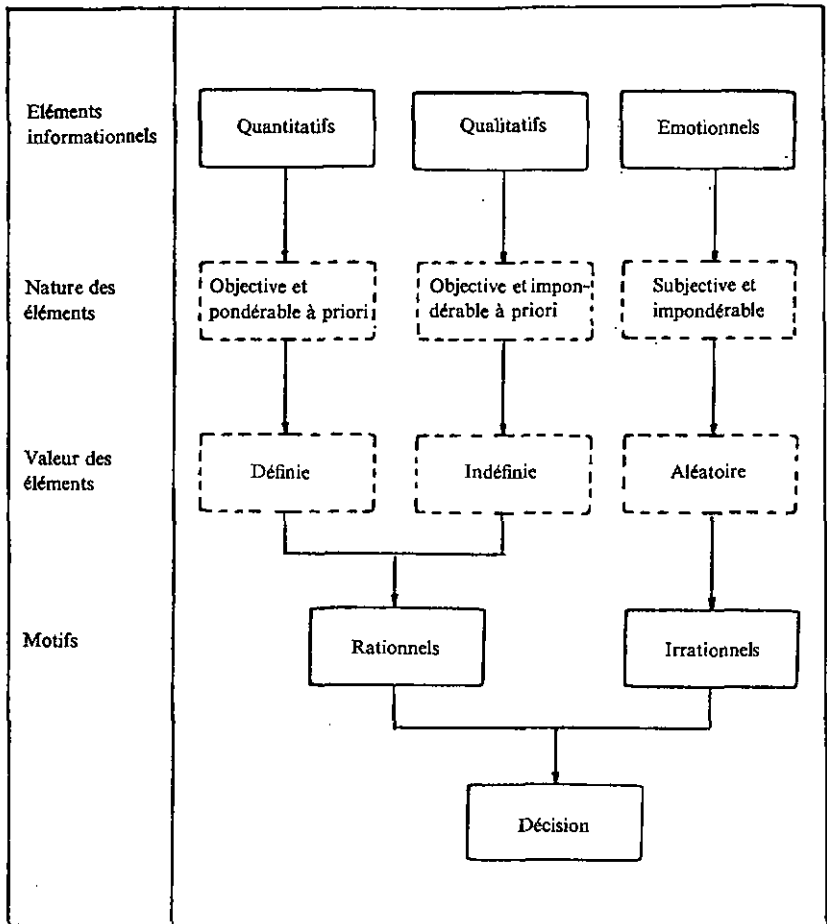 Eléments
informationnels
Quantitatifs
Qualitatifs
Emotionnels
Nature des
éléments
Objective et
pondérable à priori
Objective et impon-
dérable à priori
Subjective et
impondérable
Valeur des
éléments
Définie
Indéfinie
Aléatoire
Motifs
Rationnels
Irrationnels
Décision